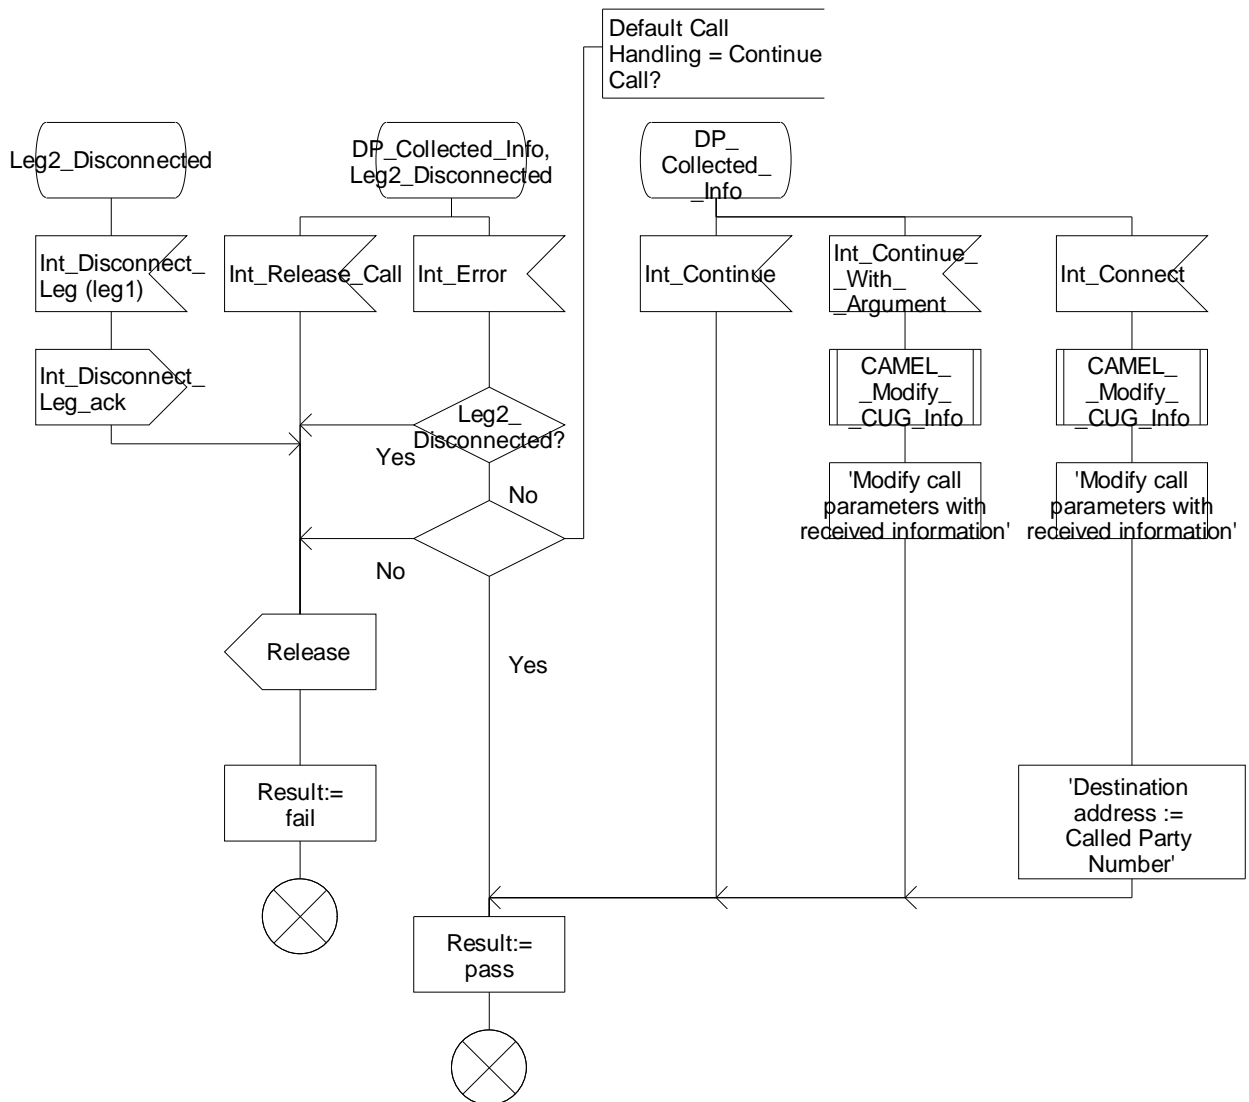 Default Call
Handling = Continue
Call?
Leg2_Disconnected
DP_Collected_Info,
Leg2_Disconnected
DP_
Collected_
_Info
Int_Disconnect_
Leg (leg1)
Int_Release_Call
Int_Error
Int_Continue
Int_Continue_
_With_
_Argument
Int_Connect
Int_Disconnect_
Leg_ack
Leg2_
Disconnected?
CAMEL_
_Modify_
_CUG_Info
CAMEL_
_Modify_
_CUG_Info
Yes
No
'Modify call
parameters with
received information'
'Modify call
parameters with
received information'
No
Yes
Release
Result:=
fail
'Destination
address :=
Called Party
Number'
Result:=
pass